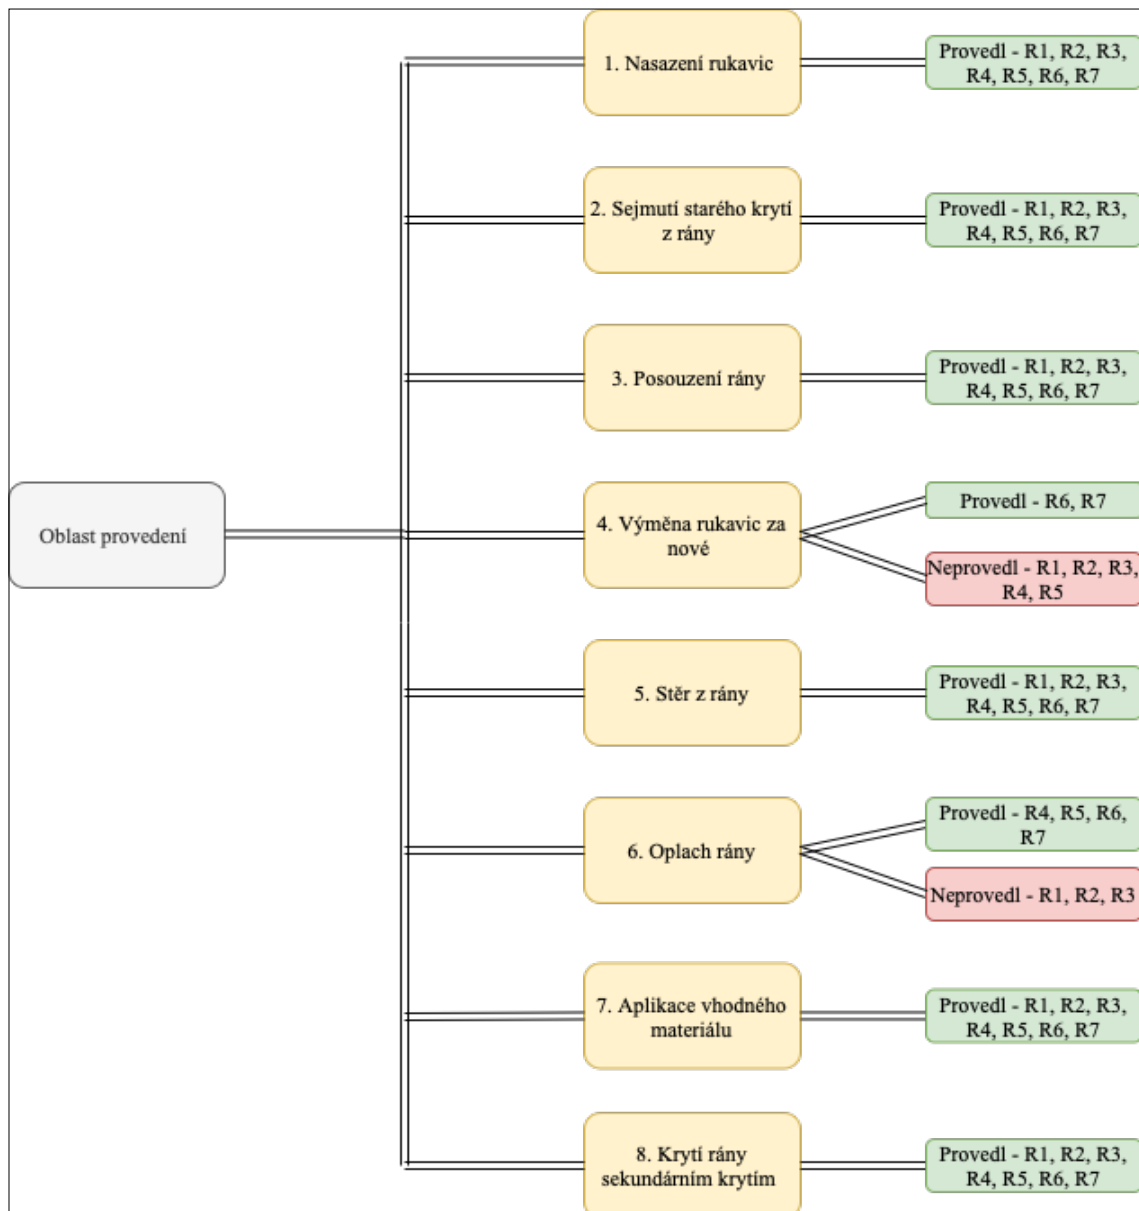 Oblast provedení
1. Nasazení rukavic
Provedl - R1, R2, R3,
R4, R5, R6, R7
2. Sejmutí starého krytí
z rány
Provedl - R1, R2, R3,
R4, R5, R6, R7
3. Posouzení rány
Provedl - R1, R2, R3,
R4, R5, R6, R7
4. Výměna rukavic za
nové
Provedl - R6, R7
Neprovedl - R1, R2, R3,
R4, R5
5. Stěr z rány
Provedl - R1, R2, R3,
R4, R5, R6, R7
6. Oplach rány
Provedl - R4, R5, R6,
R7
Neprovedl - R1, R2, R3
7. Aplikace vhodného
materiálu
Provedl - R1, R2, R3,
R4, R5, R6, R7
8. Krytí rány
sekundárním krytím
Provedl - R1, R2, R3,
R4, R5, R6, R7